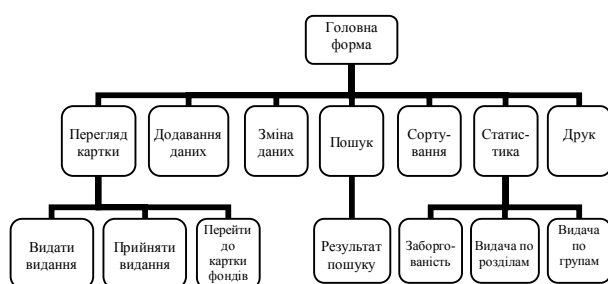 Головна
форма
Перегляд
картки
Додавання
даних
Зміна
даних
Пошук
Сорту-
вання
Статис-
тика
Друк
Видати
видання
Прийняти
видання
Перейти
до
картки
фондів
Результат
пошуку
Заборго-
ваність
Видача по
розділам
Видача
по
групам